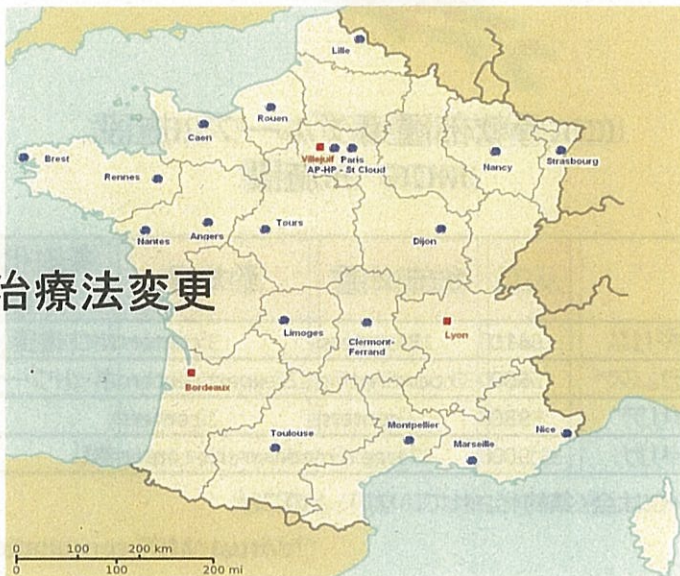 Lille
Rouen
Caen
Brest
Villejuif Paris
AP-HP - St Cloud
Nancy
Strasbourg
Rennes
Nantes
Angers
Tours
Dijon
治療法変更
Limoges
Clermont-
Ferrand
Lyon
Bordeaux
Toulouse
Montpellier
Marseille
Nice
0 100 200 km
0 100 200 mi